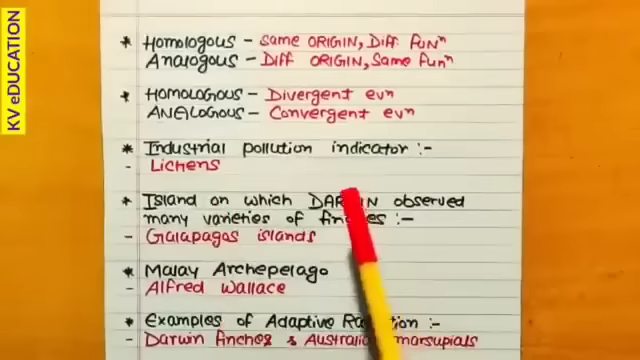 KV eDUCATION
* Homologous - same ORIGIN, Diff funⁿ
Analogous - Diff ORIGIN, Same funⁿ
* HOMOLOGOUS - Divergent evⁿ
ANALOGOUS - Convergent evⁿ
* Industrial pollution indicator :-
- Lichens
* Island on which DARWIN observed
many varieties of finches :-
- Galapagos islands
* Malay Archepelago
- Alfred Wallace
* Examples of Adaptive Radiation :-
- Darwin finches & Australian marsupials